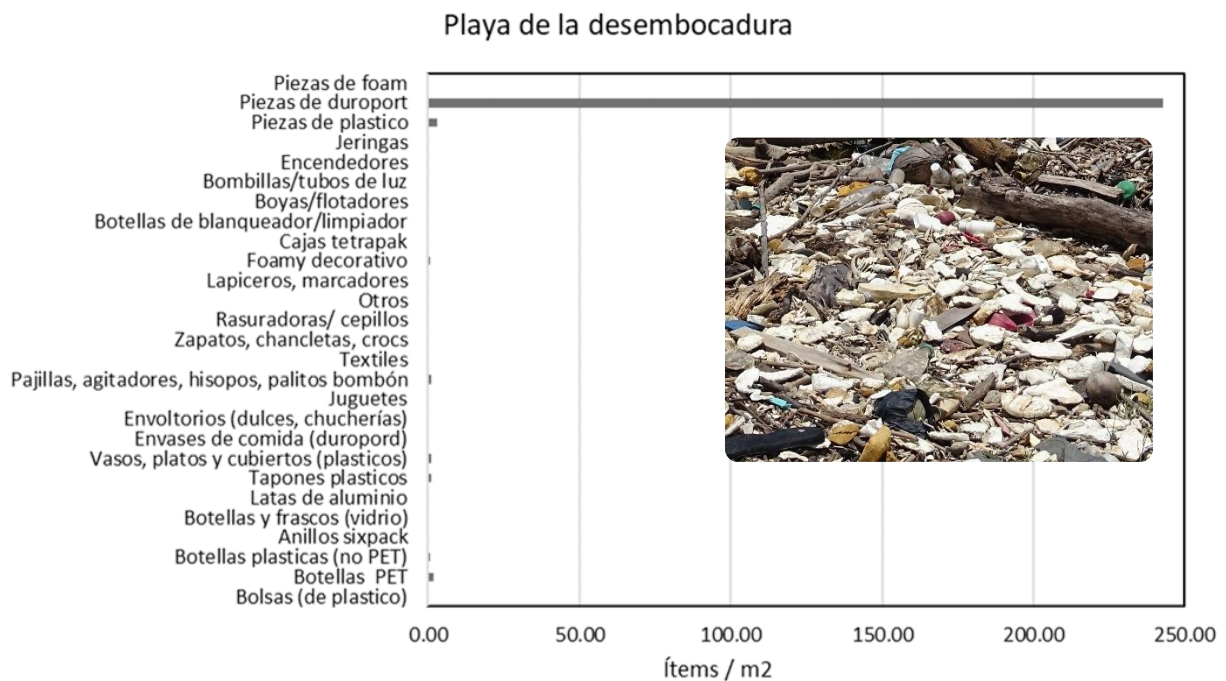 Playa de la desembocadura
Piezas de foam
Piezas de duroport
Piezas de plastico
Jeringas
Encendedores
Bombillas/tubos de luz
Boyas/flotadores
Botellas de blanqueador/limpiador
Cajas tetrapak
Foamy decorativo
Lapiceros, marcadores
Otros
Rasuradoras/ cepillos
Zapatos, chancletas, crocs
Textiles
Pajillas, agitadores, hisopos, palitos bombón
Juguetes
Envoltorios (dulces, chucherías)
Envases de comida (duropord)
Vasos, platos y cubiertos (plasticos)
Tapones plasticos
Latas de aluminio
Botellas y frascos (vidrio)
Anillos sixpack
Botellas plasticas (no PET)
Botellas  PET
Bolsas (de plastico)
0.00 50.00 100.00 150.00 200.00 250.00
Ítems / m2